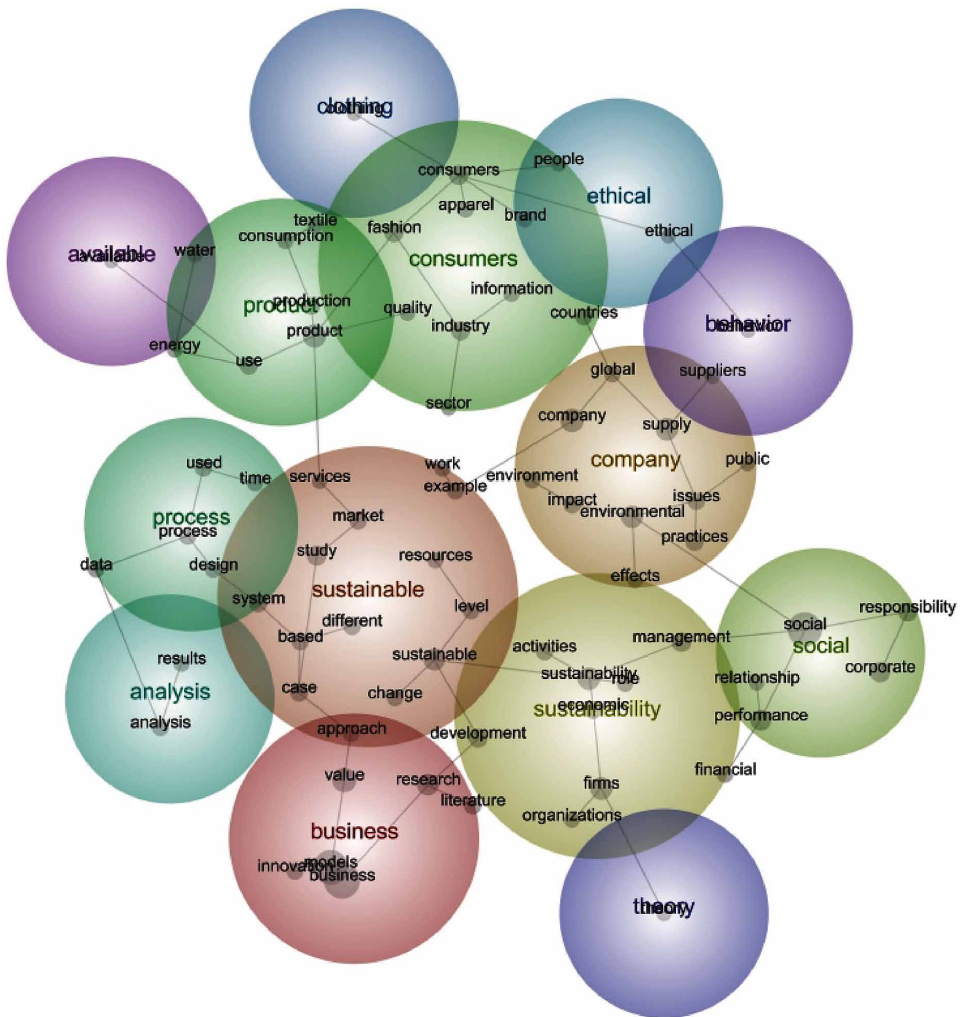 clothing
clothing
people
consumers
ethical
apparel
brand
textile
fashion
ethical
consumption
water
available
available
consumers
information
production
product
quality
countries
behavior
behavior
industry
product
energy
use
global
suppliers
sector
company
supply
company
public
used
work
environment
time
services
example
impact
issues
process
market
environmental
process
practices
study
resources
data
design
effects
sustainable
system
level
responsibility
different
social
based
management
activities
social
results
sustainable
corporate
sustainability
role
relationship
analysis
case
change
economic
sustainability
performance
analysis
approach
development
financial
value
research
firms
literature
organizations
business
models
innovation
business
theory
theory